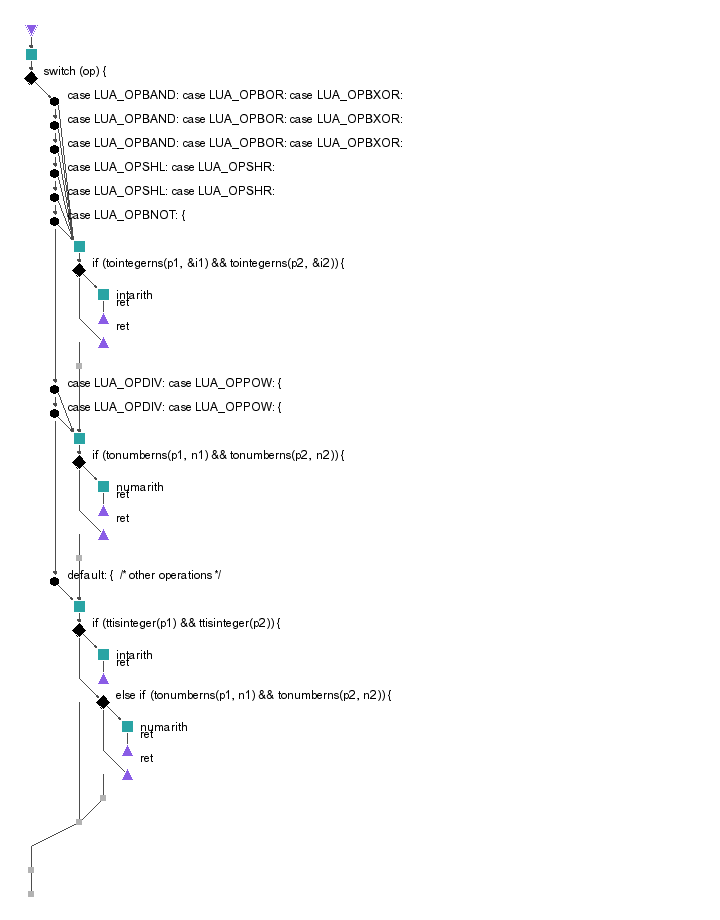 switch (op) {
case LUA_OPBAND: case LUA_OPBOR: case LUA_OPBXOR:
case LUA_OPBAND: case LUA_OPBOR: case LUA_OPBXOR:
case LUA_OPBAND: case LUA_OPBOR: case LUA_OPBXOR:
case LUA_OPSHL: case LUA_OPSHR:
case LUA_OPSHL: case LUA_OPSHR:
case LUA_OPBNOT: {
if (tointegerns(p1, &i1) && tointegerns(p2, &i2)) {
intarith
ret
ret
case LUA_OPDIV: case LUA_OPPOW: {
case LUA_OPDIV: case LUA_OPPOW: {
if (tonumberns(p1, n1) && tonumberns(p2, n2)) {
numarith
ret
ret
default: {  /* other operations */
if (ttisinteger(p1) && ttisinteger(p2)) {
intarith
ret
else if (tonumberns(p1, n1) && tonumberns(p2, n2)) {
numarith
ret
ret